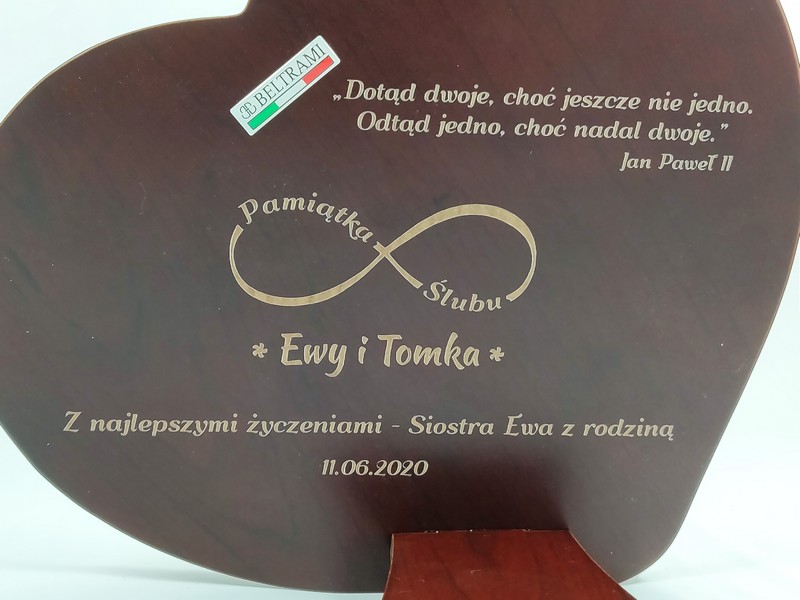 BELTRAMI
„Dotąd dwoje, choć jeszcze nie jedno.
Odtąd jedno, choć nadal dwoje.”
Jan Paweł II
Pamiątka
Ślubu
* Ewy i Tomka *
Z najlepszymi życzeniami - Siostra Ewa z rodziną
11.06.2020